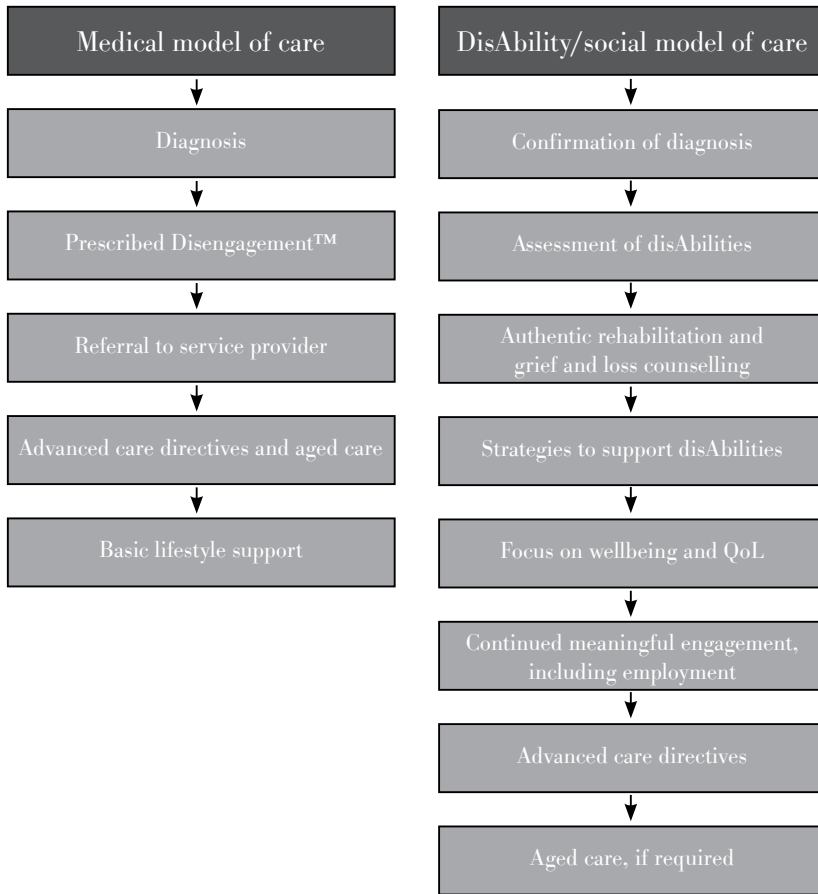 Medical model of care
Diagnosis
Prescribed Disengagement™
Referral to service provider
Advanced care directives and aged care
Basic lifestyle support
DisAbility/social model of care
Confirmation of diagnosis
Assessment of disAbilities
Authentic rehabilitation and
grief and loss counselling
Strategies to support disAbilities
Focus on wellbeing and QoL
Continued meaningful engagement,
including employment
Advanced care directives
Aged care, if required